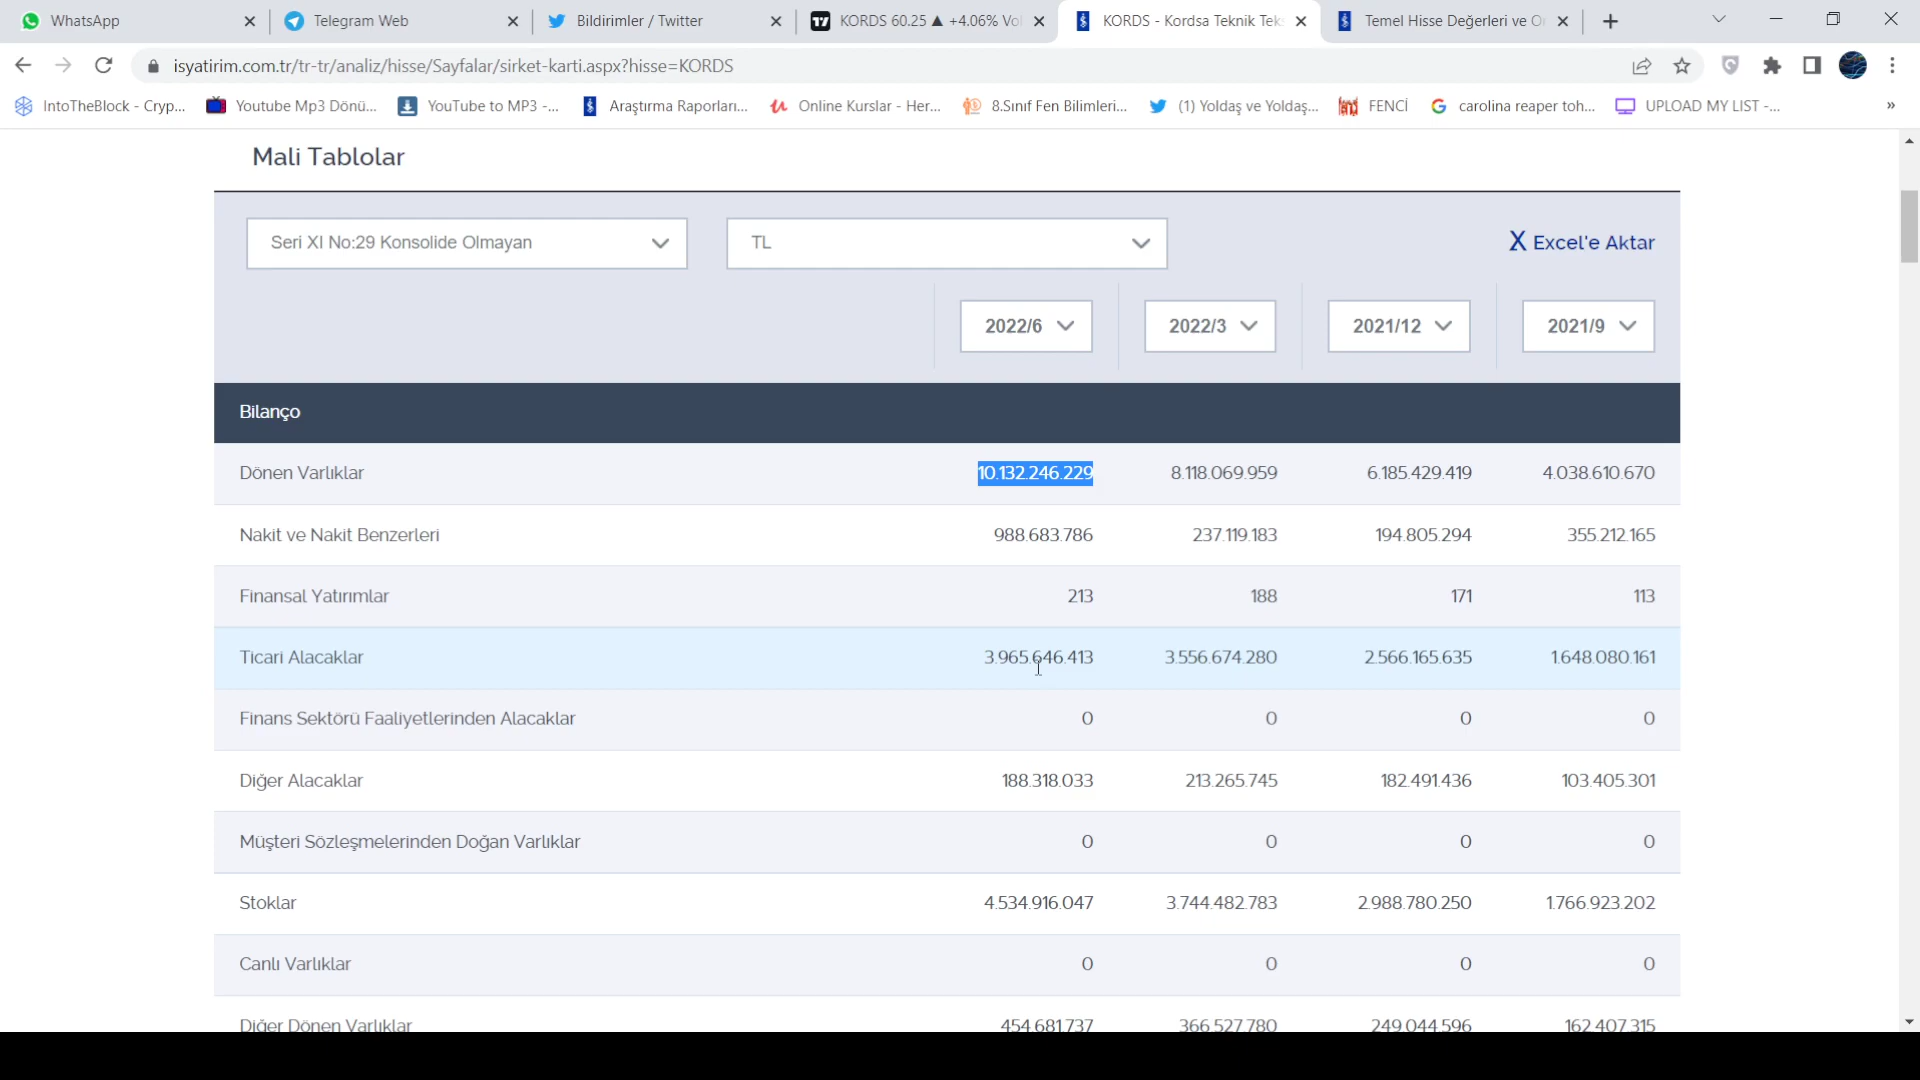 WhatsApp
Telegram Web
Bildirimler / Twitter
KORDS 60.25 ▲ +4.06%
KORDS - Kordsa Teknik
Temel Hisse Değerleri ve
isyatirim.com.tr/tr-tr/analiz/hisse/Sayfalar/sirket-karti.aspx?hisse=KORDS
IntoTheBlock - Cryp...
Youtube Mp3 Dönü...
YouTube to MP3 -...
Araştırma Raporları...
Online Kurslar - Her...
8.Sınıf Fen Bilimleri...
(1) Yoldaş ve Yoldaş...
FENCİ
carolina reaper toh...
UPLOAD MY LIST -...
»
Mali Tablolar
Seri XI No:29 Konsolide Olmayan
TL
X Excel'e Aktar
2022/6 2022/3 2021/12 2021/9
Bilanço
Dönen Varlıklar 10.132.246.229 8.118.069.959 6.185.429.419 4.038.610.670
Nakit ve Nakit Benzerleri 988.683.786 237.119.183 194.805.294 355.212.165
Finansal Yatırımlar 213 188 171 113
Ticari Alacaklar 3.965.646.413 3.556.674.280 2.566.165.635 1.648.080.161
Finans Sektörü Faaliyetlerinden Alacaklar 0 0 0 0
Diğer Alacaklar 188.318.033 213.265.745 182.491.436 103.405.301
Müşteri Sözleşmelerinden Doğan Varlıklar 0 0 0 0
Stoklar 4.534.916.047 3.744.482.783 2.988.780.250 1.766.923.202
Canlı Varlıklar 0 0 0 0
Diğer Dönen Varlıklar 454.681.737 366.527.780 249.044.596 162.407.315